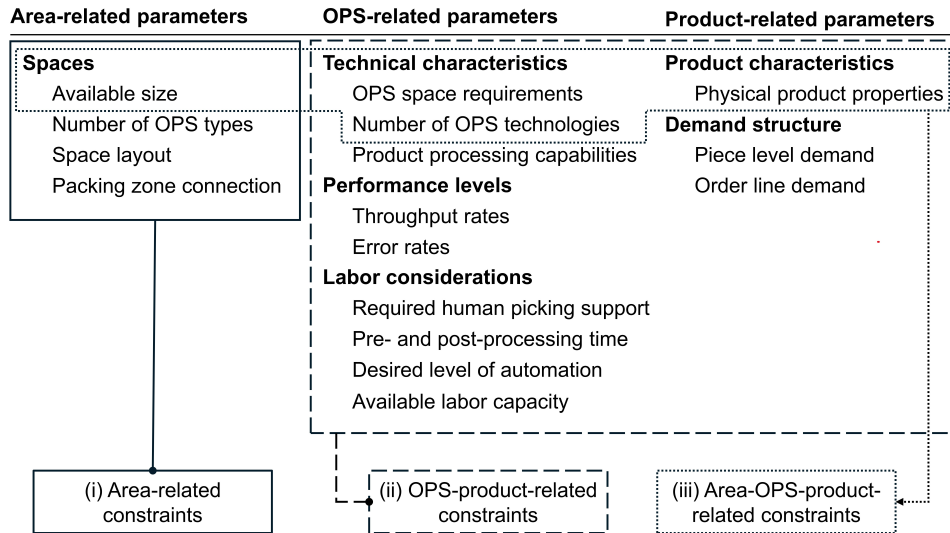 Area-related parameters
OPS-related parameters
Product-related parameters
Spaces
Available size
Number of OPS types
Space layout
Packing zone connection
Technical characteristics
OPS space requirements
Number of OPS technologies
Product processing capabilities
Performance levels
Throughput rates
Error rates
Labor considerations
Required human picking support
Pre- and post-processing time
Desired level of automation
Available labor capacity
Product characteristics
Physical product properties
Demand structure
Piece level demand
Order line demand
(i) Area-related
constraints
(ii) OPS-product-related
constraints
(iii) Area-OPS-product-
related constraints